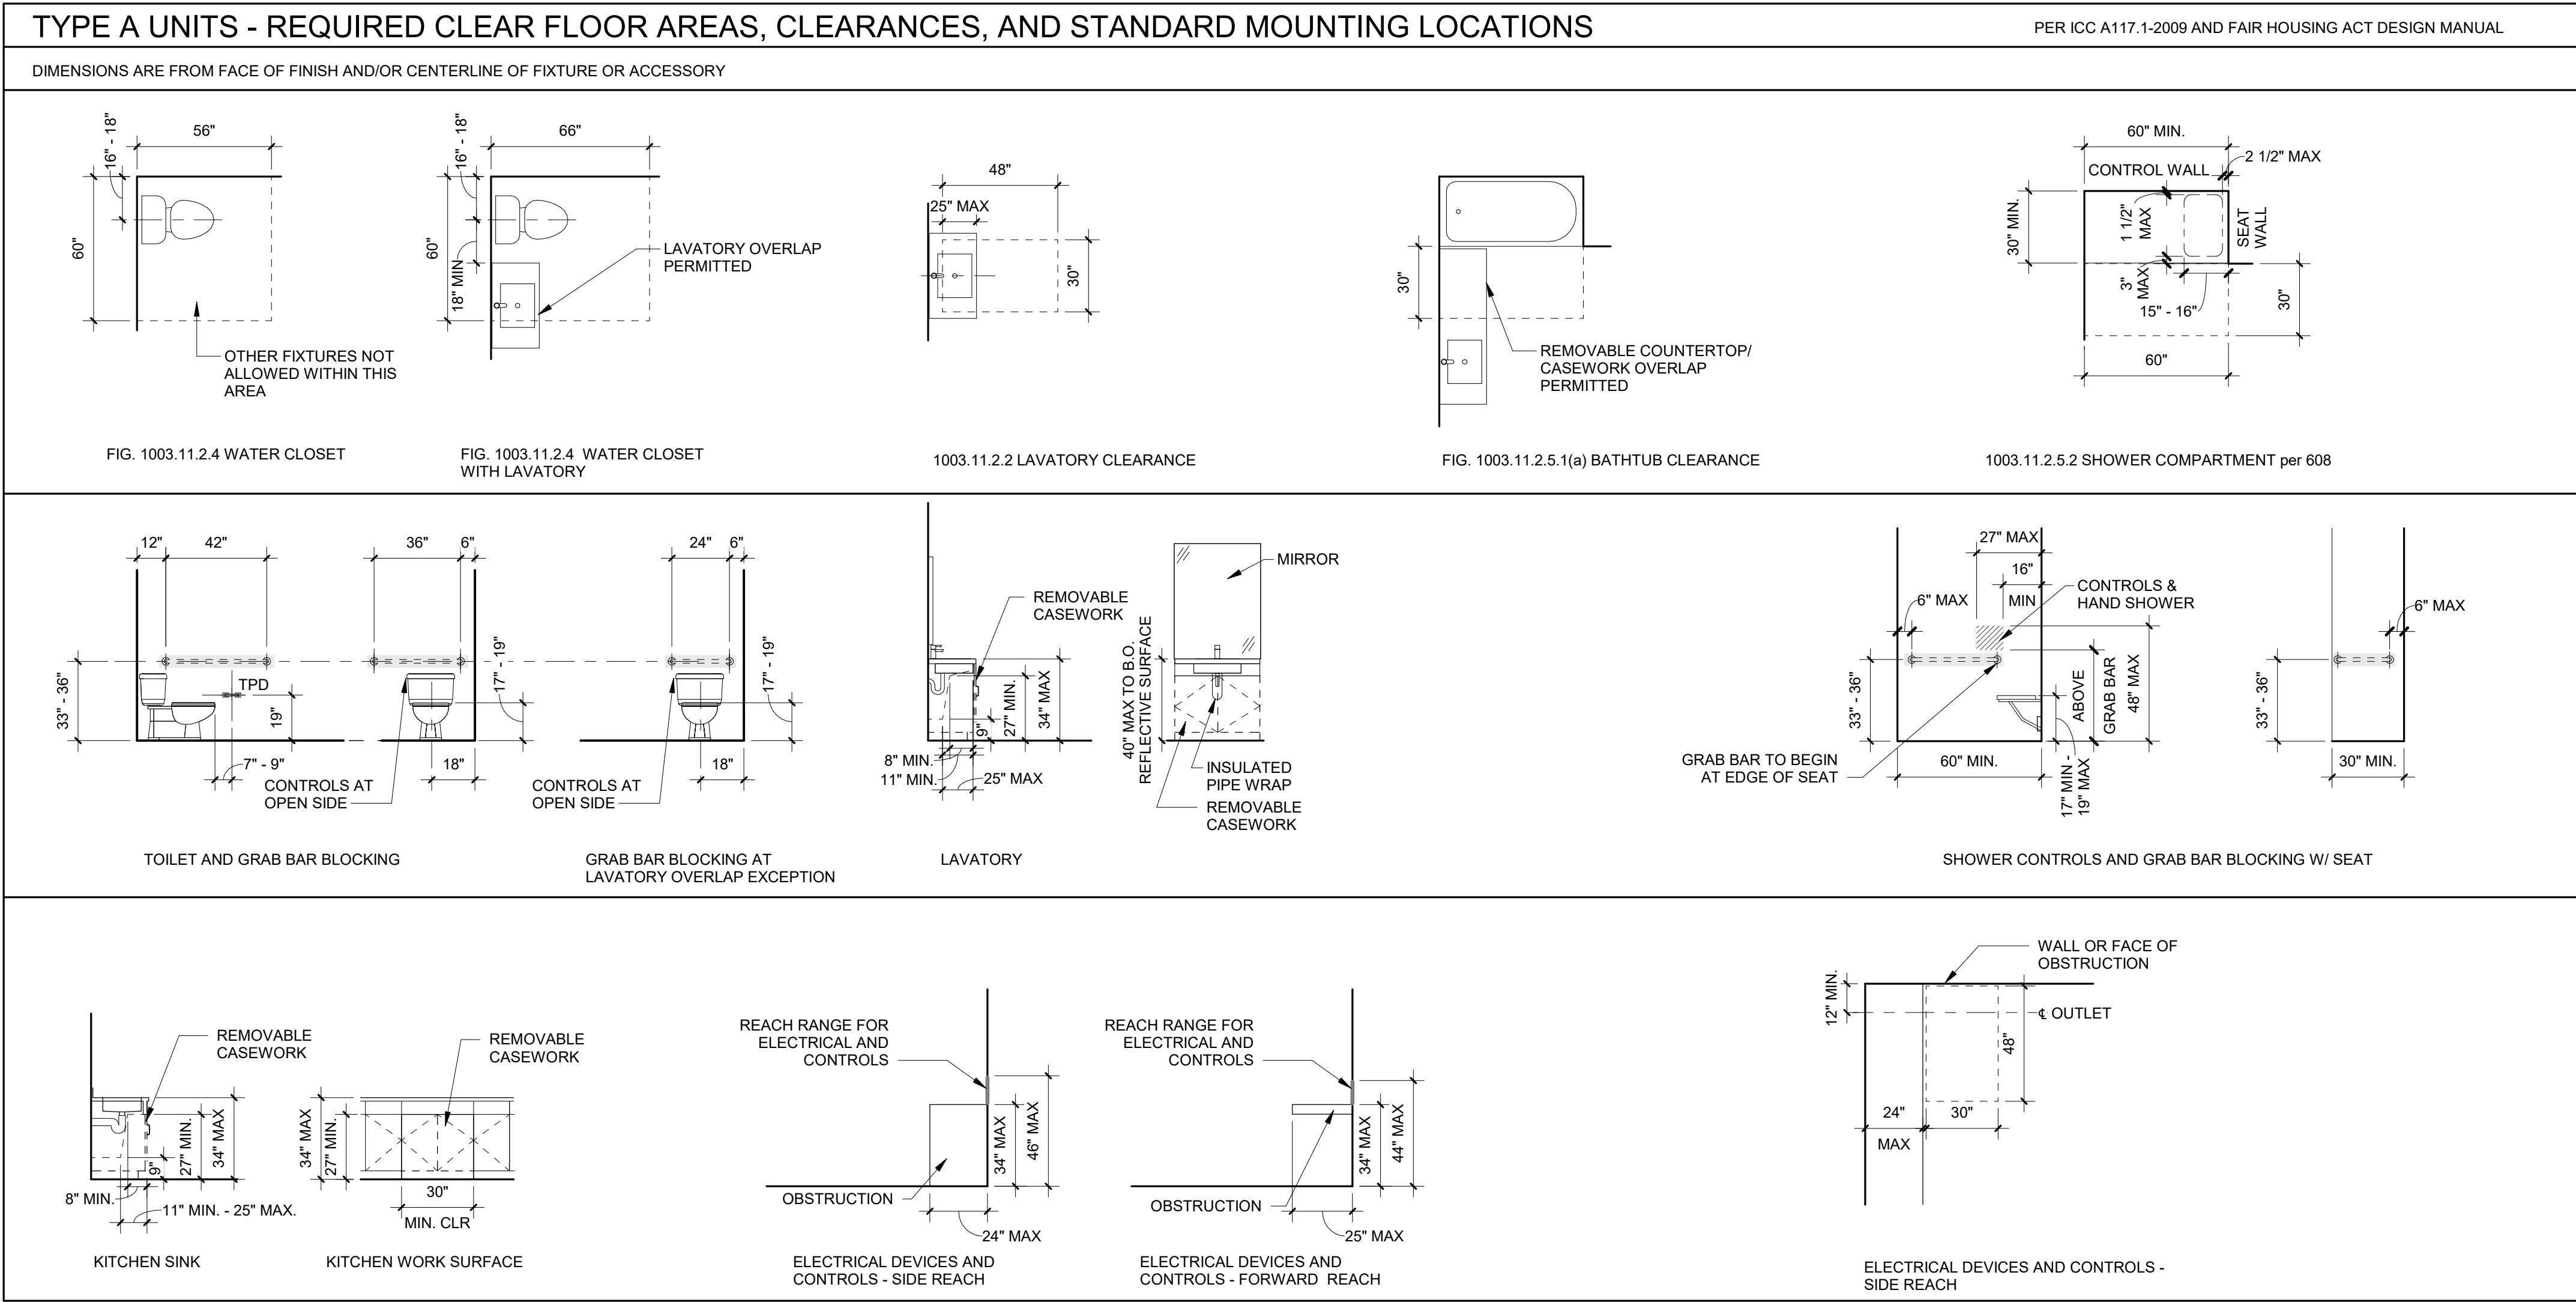 TYPE A UNITS - REQUIRED CLEAR FLOOR AREAS, CLEARANCES, AND STANDARD MOUNTING LOCATIONS
PER ICC A117.1-2009 AND FAIR HOUSING ACT DESIGN MANUAL
DIMENSIONS ARE FROM FACE OF FINISH AND/OR CENTERLINE OF FIXTURE OR ACCESSORY
16" - 18"
56"
60"
OTHER FIXTURES NOT
ALLOWED WITHIN THIS
AREA
FIG. 1003.11.2.4 WATER CLOSET
16" - 18"
66"
60"
18" MIN
LAVATORY OVERLAP
PERMITTED
FIG. 1003.11.2.4 WATER CLOSET
WITH LAVATORY
48"
25" MAX
30"
1003.11.2.2 LAVATORY CLEARANCE
30"
REMOVABLE COUNTERTOP/
CASEWORK OVERLAP
PERMITTED
FIG. 1003.11.2.5.1(a) BATHTUB CLEARANCE
60" MIN.
2 1/2" MAX
CONTROL WALL
30" MIN.
1 1/2"
MAX
SEAT
WALL
3"
MAX
15" - 16"
30"
60"
1003.11.2.5.2 SHOWER COMPARTMENT per 608
12"
42"
33" - 36"
TPD
19"
7" - 9"
36"
6"
17" - 19"
18"
CONTROLS AT
OPEN SIDE
TOILET AND GRAB BAR BLOCKING
24"
6"
17" - 19"
18"
CONTROLS AT
OPEN SIDE
GRAB BAR BLOCKING AT
LAVATORY OVERLAP EXCEPTION
REMOVABLE
CASEWORK
9"
27" MIN.
34" MAX
8" MIN.
11" MIN.
25" MAX
LAVATORY
MIRROR
40" MAX TO B.O.
REFLECTIVE SURFACE
INSULATED
PIPE WRAP
REMOVABLE
CASEWORK
27" MAX
16"
MIN
6" MAX
CONTROLS &
HAND SHOWER
33" - 36"
ABOVE
GRAB BAR
48" MAX
GRAB BAR TO BEGIN
AT EDGE OF SEAT
60" MIN.
17" MIN -
19" MAX
6" MAX
33" - 36"
30" MIN.
SHOWER CONTROLS AND GRAB BAR BLOCKING W/ SEAT
REMOVABLE
CASEWORK
9"
27" MIN.
34" MAX
8" MIN.
11" MIN. - 25" MAX.
KITCHEN SINK
REMOVABLE
CASEWORK
34" MAX
27" MIN.
30"
MIN. CLR
KITCHEN WORK SURFACE
REACH RANGE FOR
ELECTRICAL AND
CONTROLS
34" MAX
46" MAX
OBSTRUCTION
24" MAX
ELECTRICAL DEVICES AND
CONTROLS - SIDE REACH
REACH RANGE FOR
ELECTRICAL AND
CONTROLS
34" MAX
44" MAX
OBSTRUCTION
25" MAX
ELECTRICAL DEVICES AND
CONTROLS - FORWARD REACH
WALL OR FACE OF
OBSTRUCTION
12" MIN.
℄ OUTLET
48"
24"
MAX
30"
ELECTRICAL DEVICES AND CONTROLS -
SIDE REACH